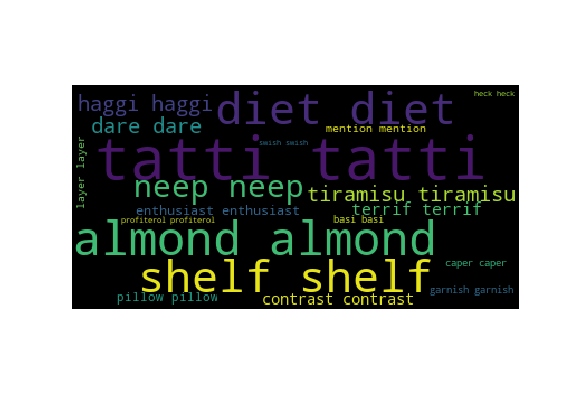 heck heck
haggi haggi
diet diet
dare dare
mention mention
swish swish
tatti tatti
layer layer
neep neep
tiramisu tiramisu
enthusiast enthusiast
terrif terrif
profiterol profiterol
basi basi
almond almond
caper caper
shelf shelf
garnish garnish
pillow pillow
contrast contrast